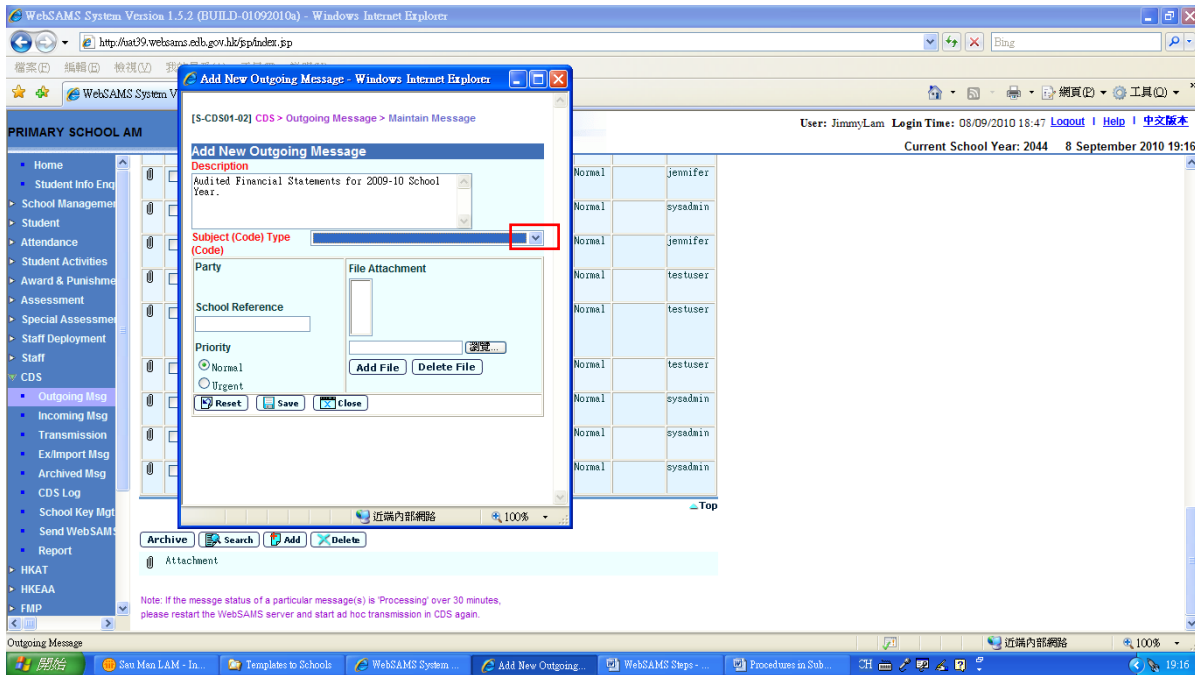 WebSAMS System Version 1.5.2 (BUILD-01092010a) - Windows Internet Explorer
http://uat39.websams.edb.gov.hk/jsp/index.jsp
Bing
檔案(F) 編輯(E) 檢視(V)
WebSAMS System V
網頁(P)
工具(O)
PRIMARY SCHOOL AM
User: JimmyLam Login Time: 08/09/2010 18:47 Logout | Help | 中文版本
Current School Year: 2044 8 September 2010 19:16
Home
Student Info Enq
School Managemen
Student
Attendance
Student Activities
Award & Punishme
Assessment
Special Assessmen
Staff Deployment
Staff
CDS
Outgoing Msg
Incoming Msg
Transmission
Ex/Import Msg
Archived Msg
CDS Log
School Key Mgt
Send WebSAMS
Report
HKAT
HKEAA
FMP
Add New Outgoing Message - Windows Internet Explorer
[S-CDS01-02] CDS > Outgoing Message > Maintain Message
Add New Outgoing Message
Description
Audited Financial Statements for 2009-10 School
Year.
Subject (Code) Type
(Code)
Party
File Attachment
School Reference
Priority
瀏覽...
Normal
Add File Delete File
Urgent
Reset Save Close
近端內部網路 100%
Normal jennifer
Normal sysadmin
Normal jennifer
Normal testuser
Normal testuser
Normal testuser
Normal sysadmin
Normal sysadmin
Normal sysadmin
Top
Archive Search Add Delete
Attachment
Note: If the messge status of a particular message(s) is 'Processing' over 30 minutes,
please restart the WebSAMS server and start ad hoc transmission in CDS again.
Outgoing Message
近端內部網路 100%
開始
Sau Man LAM - In...
Templates to Schools
WebSAMS System ...
Add New Outgoing...
WebSAMS Steps - ...
Procedures in Sub...
CH
19:16